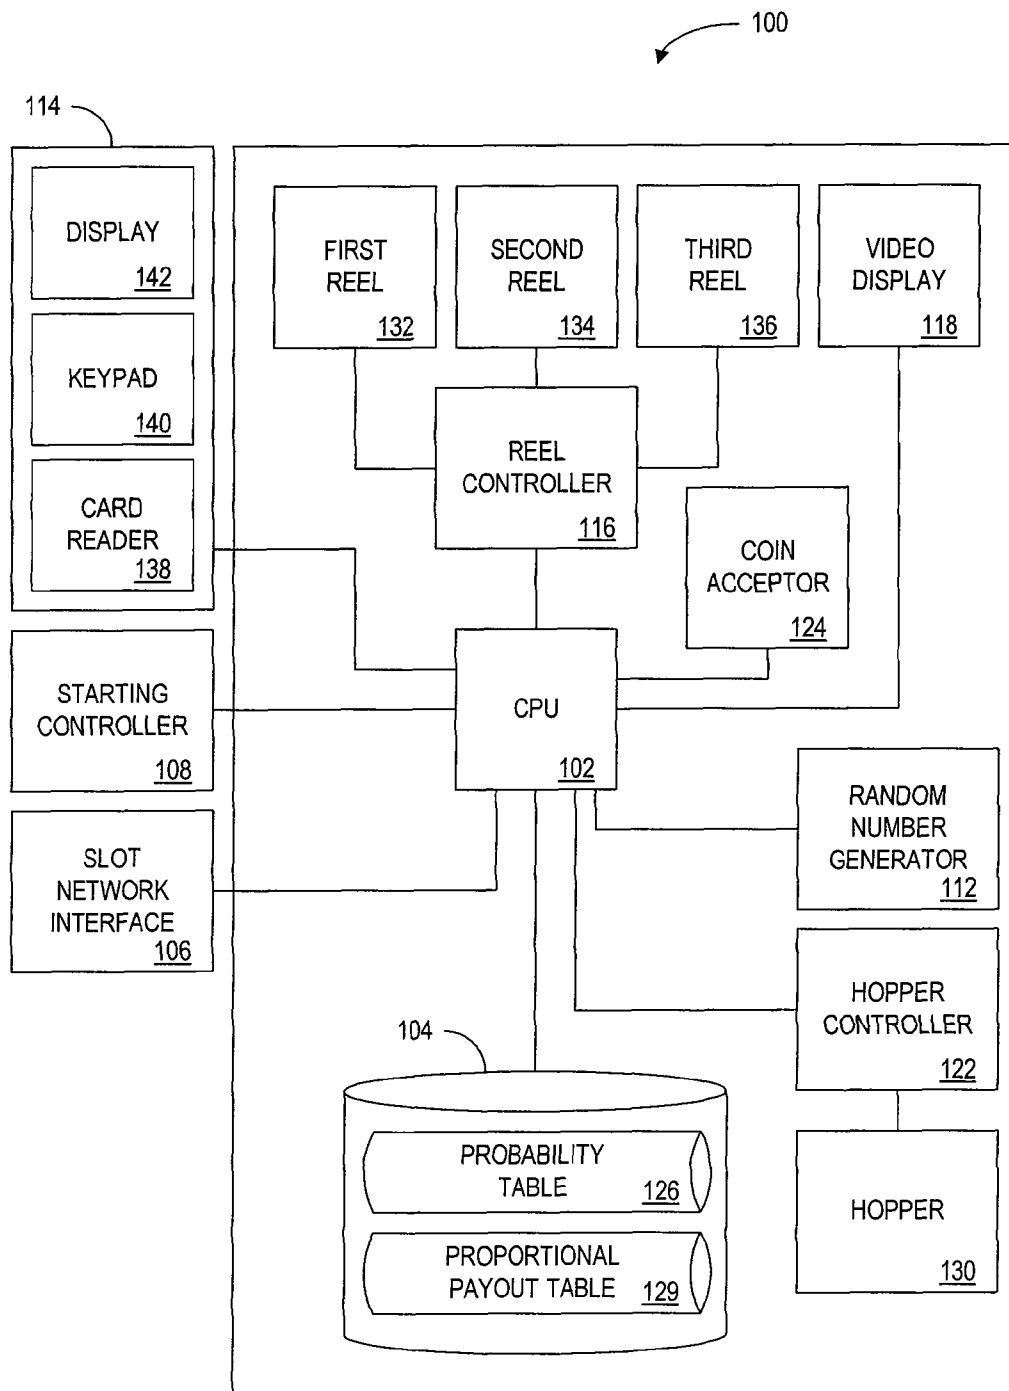 100
114
DISPLAY
142
KEYPAD
140
CARD
READER
138
FIRST
REEL
132
SECOND
REEL
134
THIRD
REEL
136
VIDEO
DISPLAY
118
REEL
CONTROLLER
116
COIN
ACCEPTOR
124
STARTING
CONTROLLER
108
CPU
102
SLOT
NETWORK
INTERFACE
106
RANDOM
NUMBER
GENERATOR
112
HOPPER
CONTROLLER
122
104
PROBABILITY
TABLE
126
PROPORTIONAL
PAYOUT TABLE
129
HOPPER
130